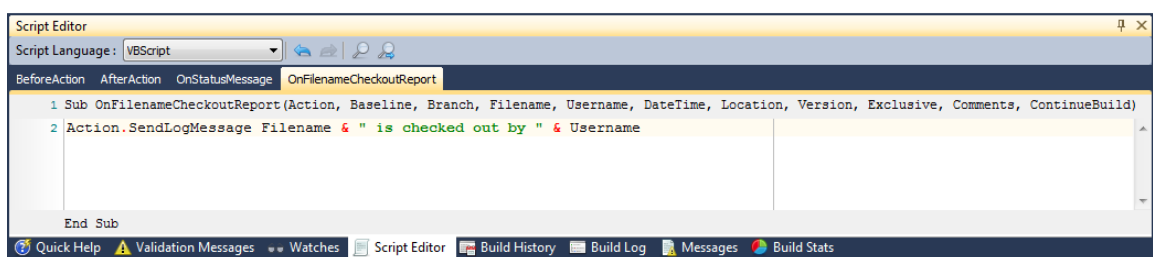 Script Editor
Script Language: VBScript
BeforeAction AfterAction OnStatusMessage OnFilenameCheckoutReport
1 Sub OnFilenameCheckoutReport(Action, Baseline, Branch, Filename, Username, DateTime, Location, Version, Exclusive, Comments, ContinueBuild)
2 Action.SendLogMessage Filename & " is checked out by " & Username
End Sub
Quick Help Validation Messages Watches Script Editor Build History Build Log Messages Build Stats